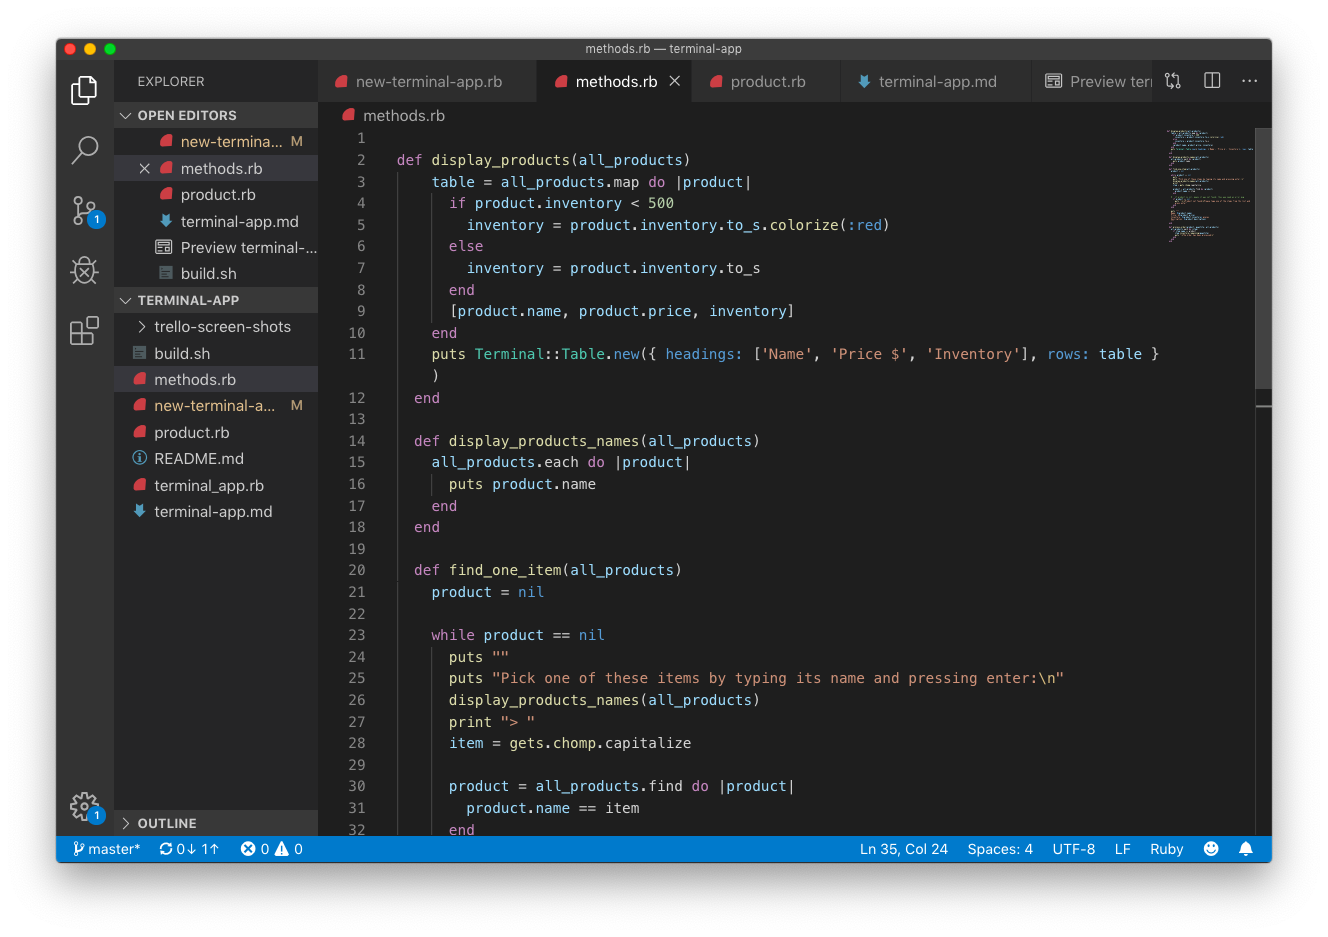 methods.rb — terminal-app
EXPLORER
OPEN EDITORS
new-termina... M
methods.rb
product.rb
terminal-app.md
Preview terminal-...
build.sh
TERMINAL-APP
trello-screen-shots
build.sh
methods.rb
new-terminal-a... M
product.rb
README.md
terminal_app.rb
terminal-app.md
OUTLINE
1
1
new-terminal-app.rb methods.rb product.rb terminal-app.md Preview ter
methods.rb
1
2 def display_products(all_products)
3 table = all_products.map do |product|
4 if product.inventory < 500
5 inventory = product.inventory.to_s.colorize(:red)
6 else
7 inventory = product.inventory.to_s
8 end
9 [product.name, product.price, inventory]
10 end
11 puts Terminal::Table.new({ headings: ['Name', 'Price $', 'Inventory'], rows: table }
)
12 end
13
14 def display_products_names(all_products)
15 all_products.each do |product|
16 puts product.name
17 end
18 end
19
20 def find_one_item(all_products)
21 product = nil
22
23 while product == nil
24 puts ""
25 puts "Pick one of these items by typing its name and pressing enter:\n"
26 display_products_names(all_products)
27 print "> "
28 item = gets.chomp.capitalize
29
30 product = all_products.find do |product|
31 product.name == item
32 end
master* 0↓ 1↑ 0 0 Ln 35, Col 24 Spaces: 4 UTF-8 LF Ruby